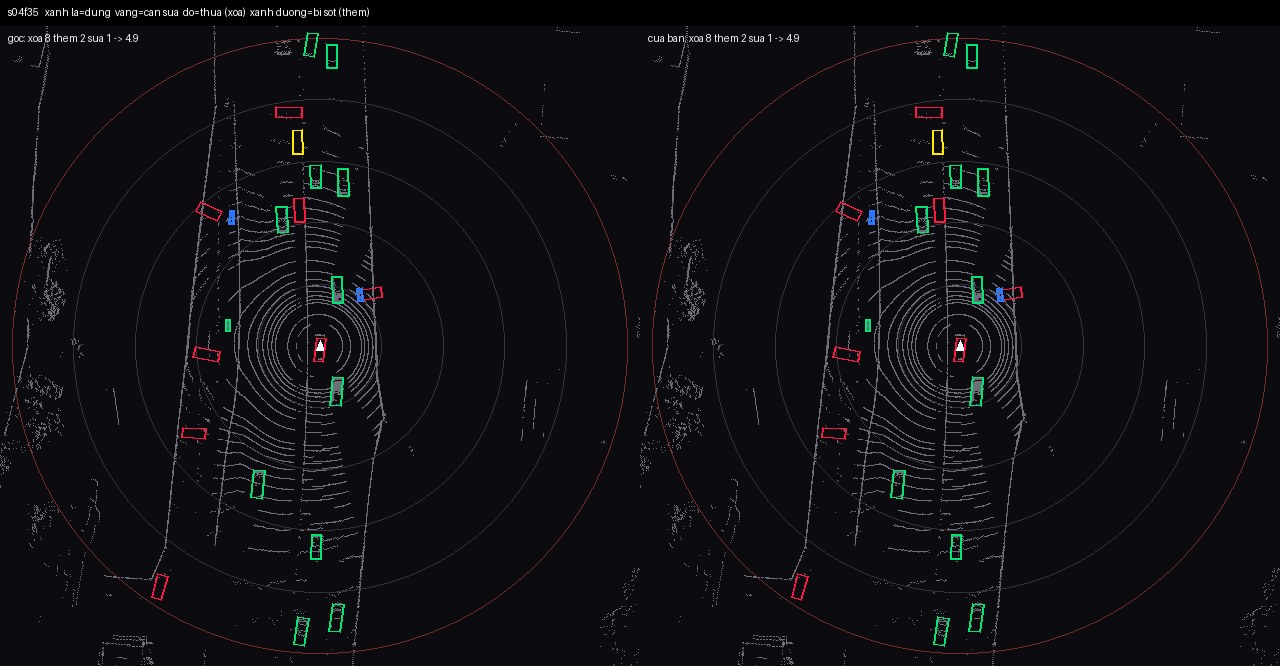 s04f35 xanh la=dung vang=can sua do=thua (xoa) xanh duong=bi sot (them)
goc: xoa 8 them 2 sua 1 -> 4.9
cua ban: xoa 8 them 2 sua 1 -> 4.9